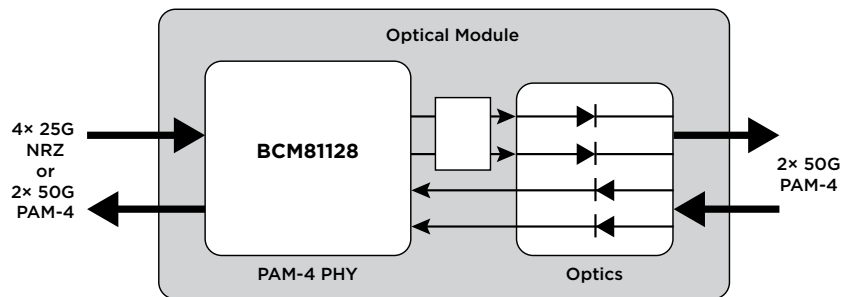 Optical Module
4× 25G
NRZ
or
2× 50G
PAM-4
BCM81128
2× 50G
PAM-4
PAM-4 PHY
Optics